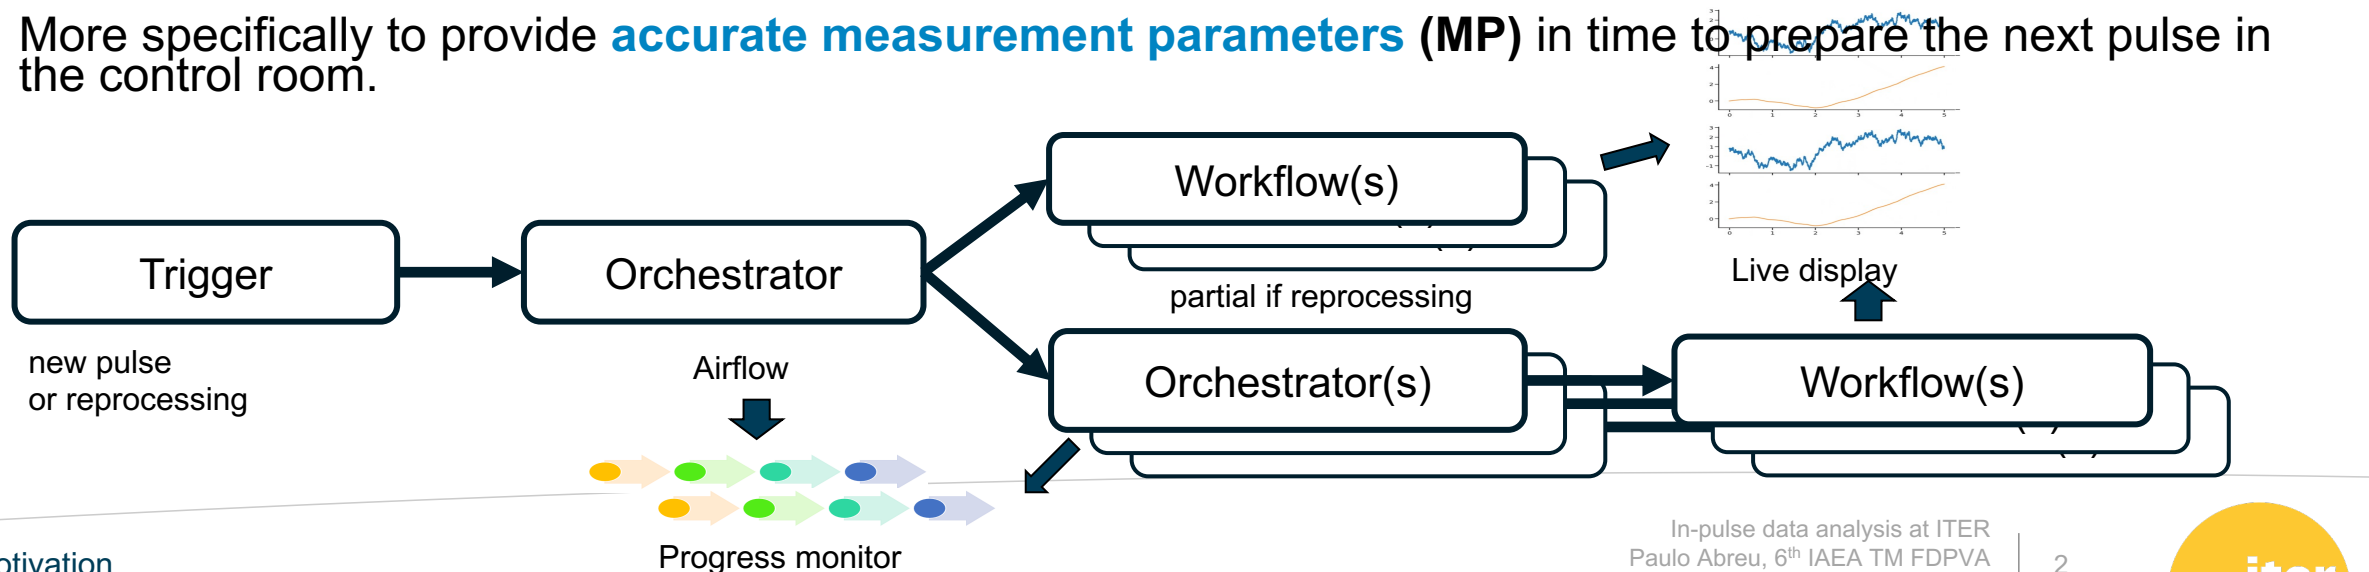 More specifically to provide accurate measurement parameters (MP) in time to prepare the next pulse in
the control room.
Workflow(s)
Trigger
Orchestrator
Live display
partial if reprocessing
new pulse
or reprocessing
Airflow
Orchestrator(s)
Workflow(s)
Progress monitor
In-pulse data analysis at ITER
Paulo Abreu, 6th IAEA TM FDPVA
2
iter